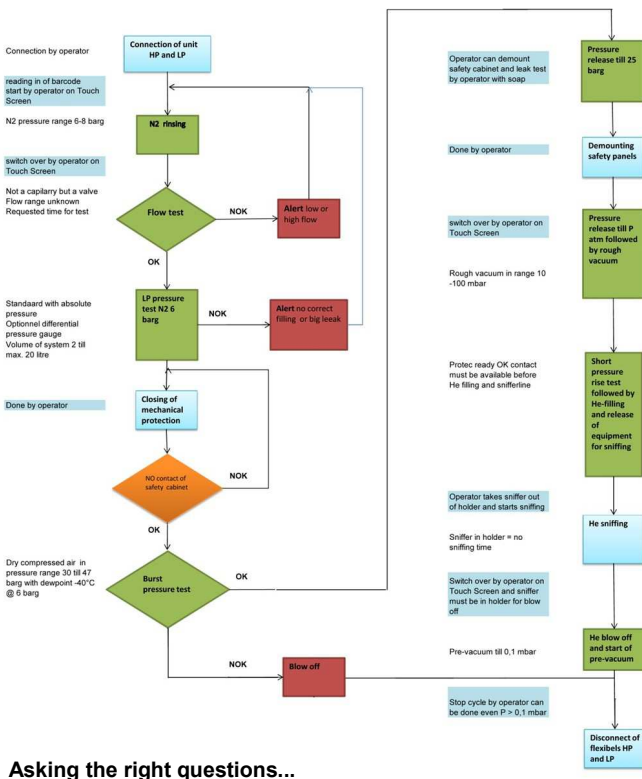 Connection by operator
Connection of unit
HP and LP
reading in of barcode
start by operator on Touch
Screen
N2 pressure range 6-8 barg
N2 rinsing
switch over by operator on
Touch Screen
Not a capilarry but a valve
Flow range unknown
Requested time for test
Flow test
NOK
Alert low or
high flow
OK
Standaard with absolute
pressure
Optionnel differential
pressure gauge
Volume of system 2 till
max. 20 litre
LP pressure
test N2 6
barg
NOK
Alert no correct
filling or big leeak
Done by operator
Closing of
mechanical
protection
NO contact of
safety cabinet
NOK
OK
Dry compressed air in
pressure range 30 till 47
barg with dewpoint -40°C
@ 6 barg
Burst
pressure test
OK
NOK
Blow off
Operator can demount
safety cabinet and leak test
by operator with soap
Pressure
release till 25
barg
Done by operator
Demounting
safety panels
switch over by operator on
Touch Screen
Rough vacuum in range 10
-100 mbar
Pressure
release till P
atm followed
by rough
vacuum
Protec ready OK contact
must be available before
He filling and snifferline
Short
pressure
rise test
followed by
He-filling
and release
of
equipment
for sniffing
Operator takes sniffer out
of holder and starts sniffing
Sniffer in holder = no
sniffing time
He sniffing
Switch over by operator on
Touch Screen and sniffer
must be in holder for blow
off
Pre-vacuum till 0,1 mbar
He blow off
and start of
pre-vacuum
Stop cycle by operator can
be done even P > 0,1 mbar
Disconnect of
flexibels HP
and LP
Asking the right questions...